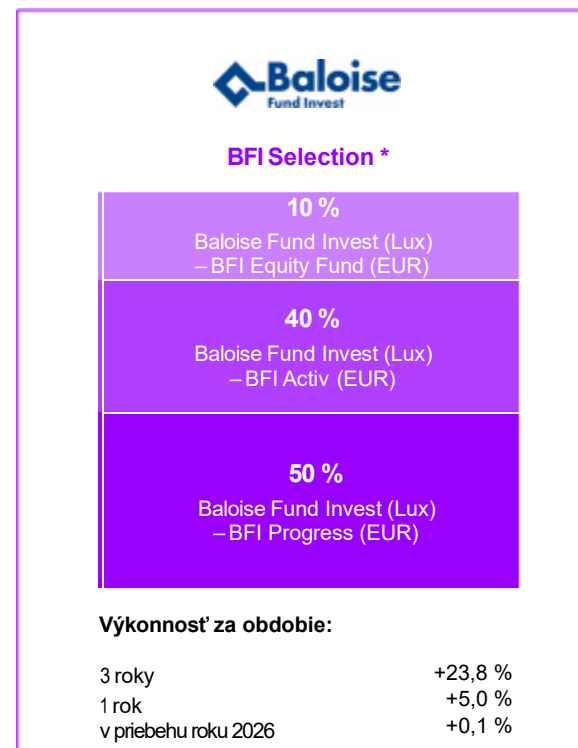 Baloise
Fund Invest
BFI Selection *
10 %
Baloise Fund Invest (Lux)
– BFI Equity Fund (EUR)
40 %
Baloise Fund Invest (Lux)
– BFI Activ (EUR)
50 %
Baloise Fund Invest (Lux)
– BFI Progress (EUR)
Výkonnosť za obdobie:
3 roky +23,8 %
1 rok +5,0 %
v priebehu roku 2026 +0,1 %